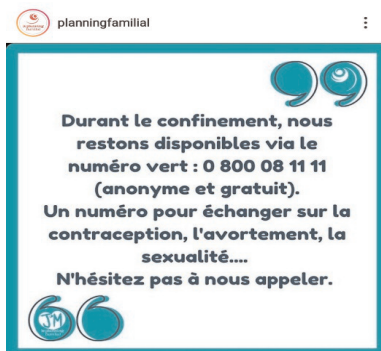 planningfamilial
Durant le confinement, nous
restons disponibles via le
numéro vert : 0 800 08 11 11
(anonyme et gratuit).
Un numéro pour échanger sur la
contraception, l'avortement, la
sexualité....
N'hésitez pas à nous appeler.